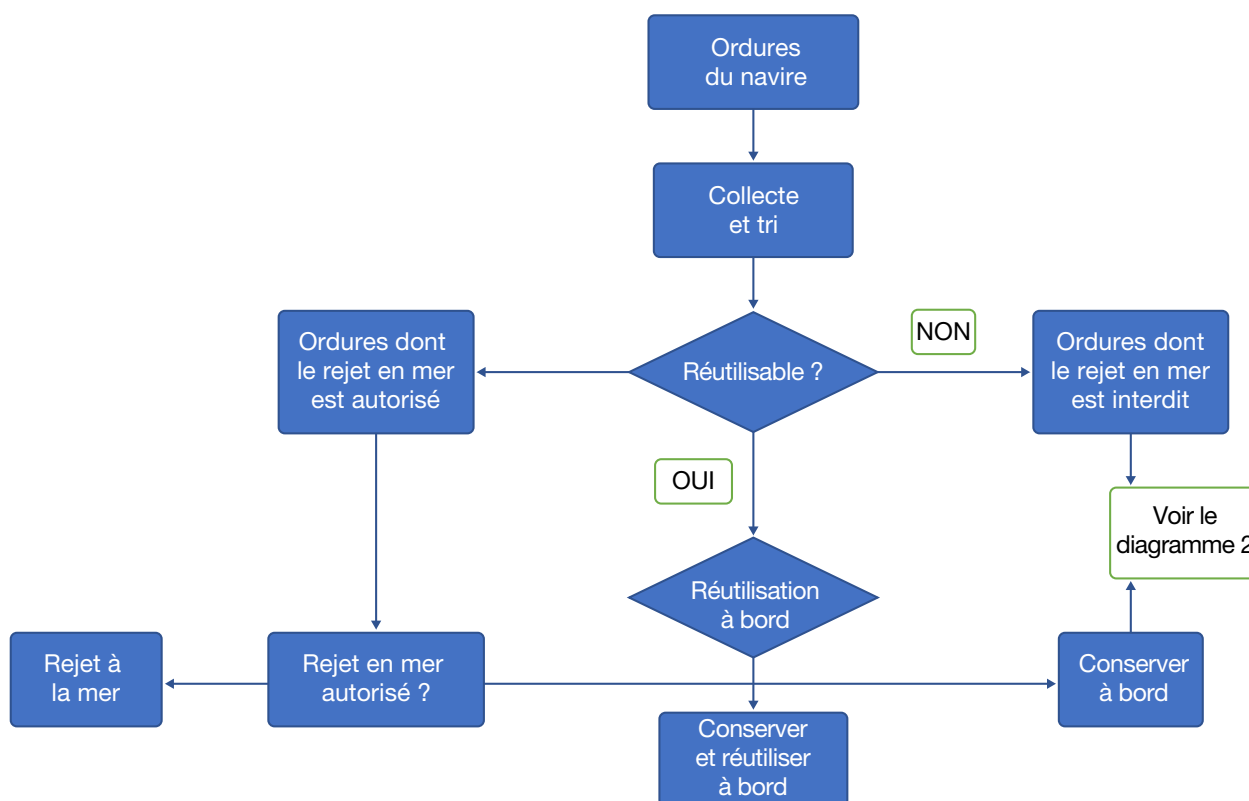 Ordures
du navire
Collecte
et tri
Ordures dont
le rejet en mer
est autorisé
Réutilisable ?
NON
Ordures dont
le rejet en mer
est interdit
OUI
Voir le
diagramme 2
Réutilisation
à bord
Rejet à
la mer
Rejet en mer
autorisé ?
Conserver
à bord
Conserver
et réutiliser
à bord